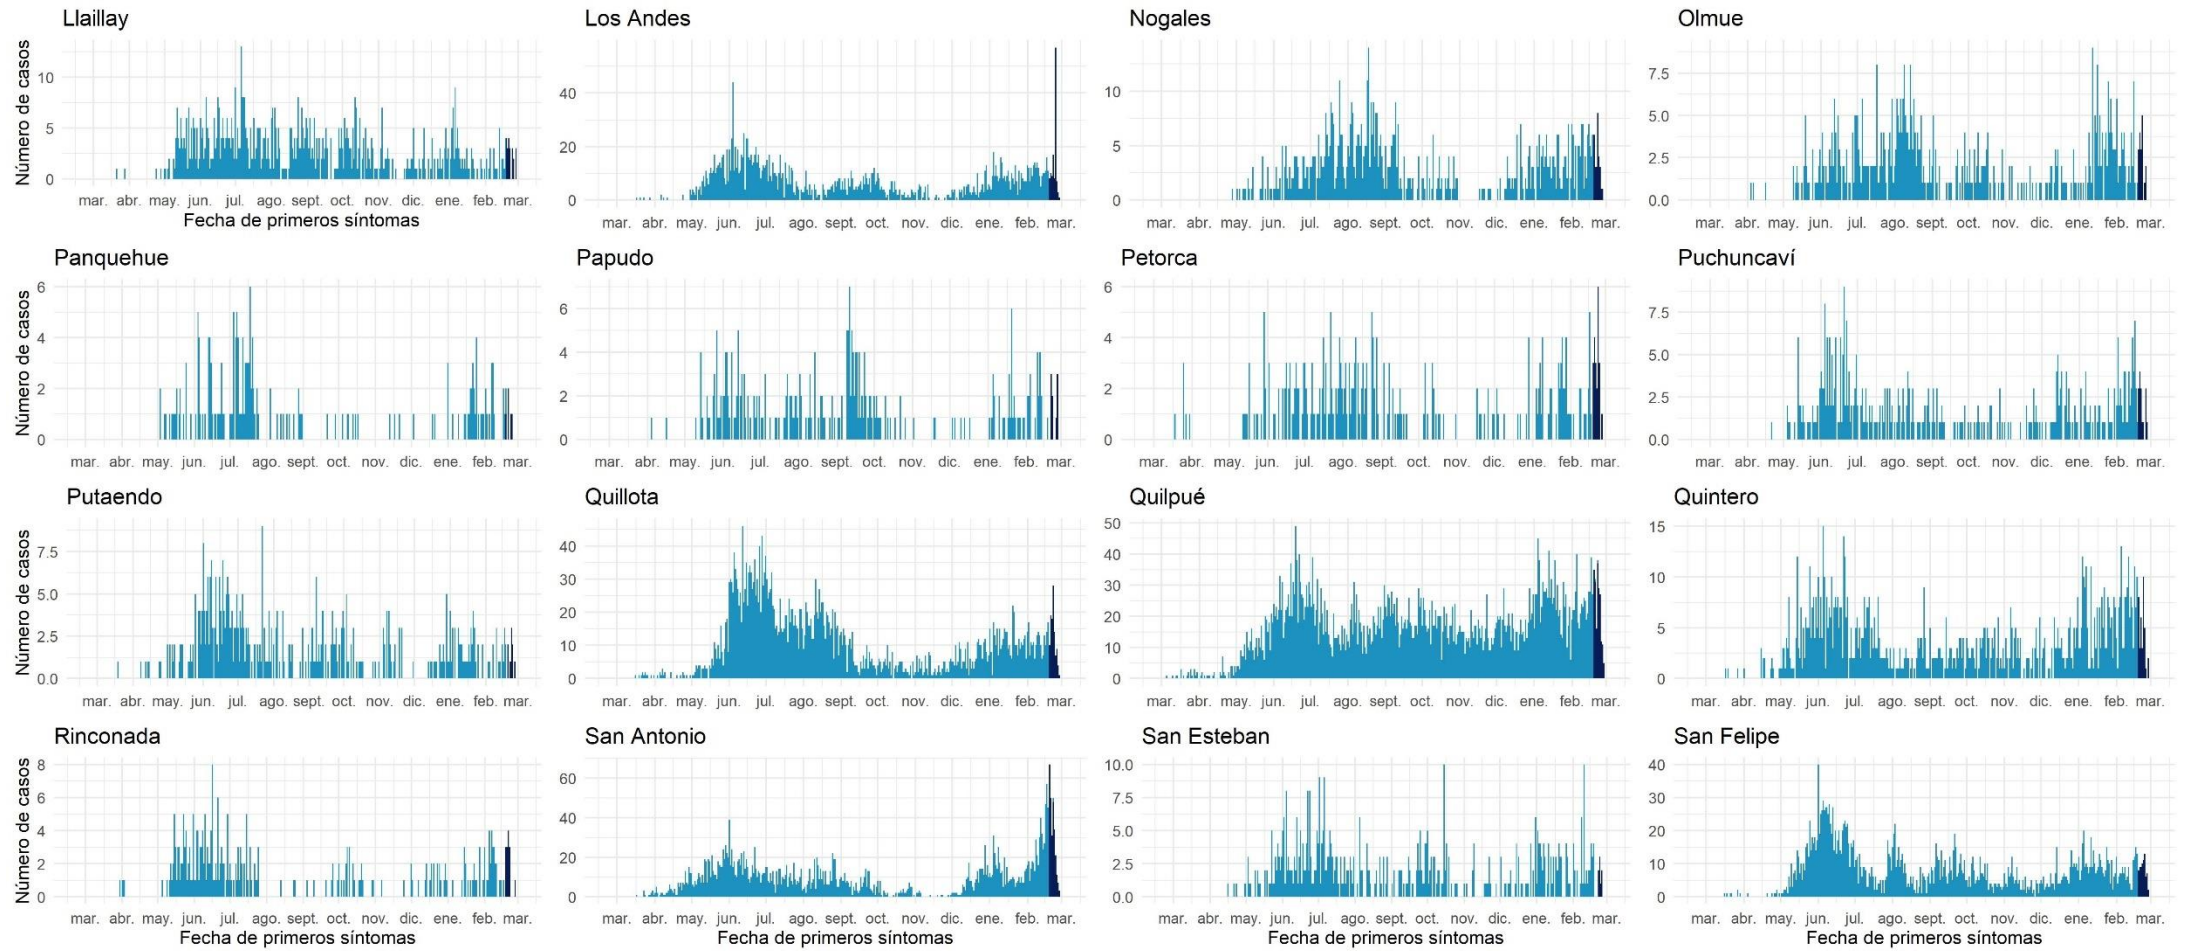 Llaillay
Número de casos
10
5
0
mar. abr. may. jun. jul. ago. sept. oct. nov. dic. ene. feb. mar.
Fecha de primeros síntomas
Los Andes
40
20
0
mar. abr. may. jun. jul. ago. sept. oct. nov. dic. ene. feb. mar.
Nogales
10
5
0
mar. abr. may. jun. jul. ago. sept. oct. nov. dic. ene. feb. mar.
Olmue
7.5
5.0
2.5
0.0
mar. abr. may. jun. jul. ago. sept. oct. nov. dic. ene. feb. mar.
Panquehue
Número de casos
6
4
2
0
mar. abr. may. jun. jul. ago. sept. oct. nov. dic. ene. feb. mar.
Papudo
6
4
2
0
mar. abr. may. jun. jul. ago. sept. oct. nov. dic. ene. feb. mar.
Petorca
6
4
2
0
mar. abr. may. jun. jul. ago. sept. oct. nov. dic. ene. feb. mar.
Puchuncaví
7.5
5.0
2.5
0.0
mar. abr. may. jun. jul. ago. sept. oct. nov. dic. ene. feb. mar.
Putaendo
Número de casos
7.5
5.0
2.5
0.0
mar. abr. may. jun. jul. ago. sept. oct. nov. dic. ene. feb. mar.
Quillota
40
30
20
10
0
mar. abr. may. jun. jul. ago. sept. oct. nov. dic. ene. feb. mar.
Quilpué
50
40
30
20
10
0
mar. abr. may. jun. jul. ago. sept. oct. nov. dic. ene. feb. mar.
Quintero
15
10
5
0
mar. abr. may. jun. jul. ago. sept. oct. nov. dic. ene. feb. mar.
Rinconada
Número de casos
8
6
4
2
0
mar. abr. may. jun. jul. ago. sept. oct. nov. dic. ene. feb. mar.
Fecha de primeros síntomas
San Antonio
60
40
20
0
mar. abr. may. jun. jul. ago. sept. oct. nov. dic. ene. feb. mar.
Fecha de primeros síntomas
San Esteban
10.0
7.5
5.0
2.5
0.0
mar. abr. may. jun. jul. ago. sept. oct. nov. dic. ene. feb. mar.
Fecha de primeros síntomas
San Felipe
40
30
20
10
0
mar. abr. may. jun. jul. ago. sept. oct. nov. dic. ene. feb. mar.
Fecha de primeros síntomas